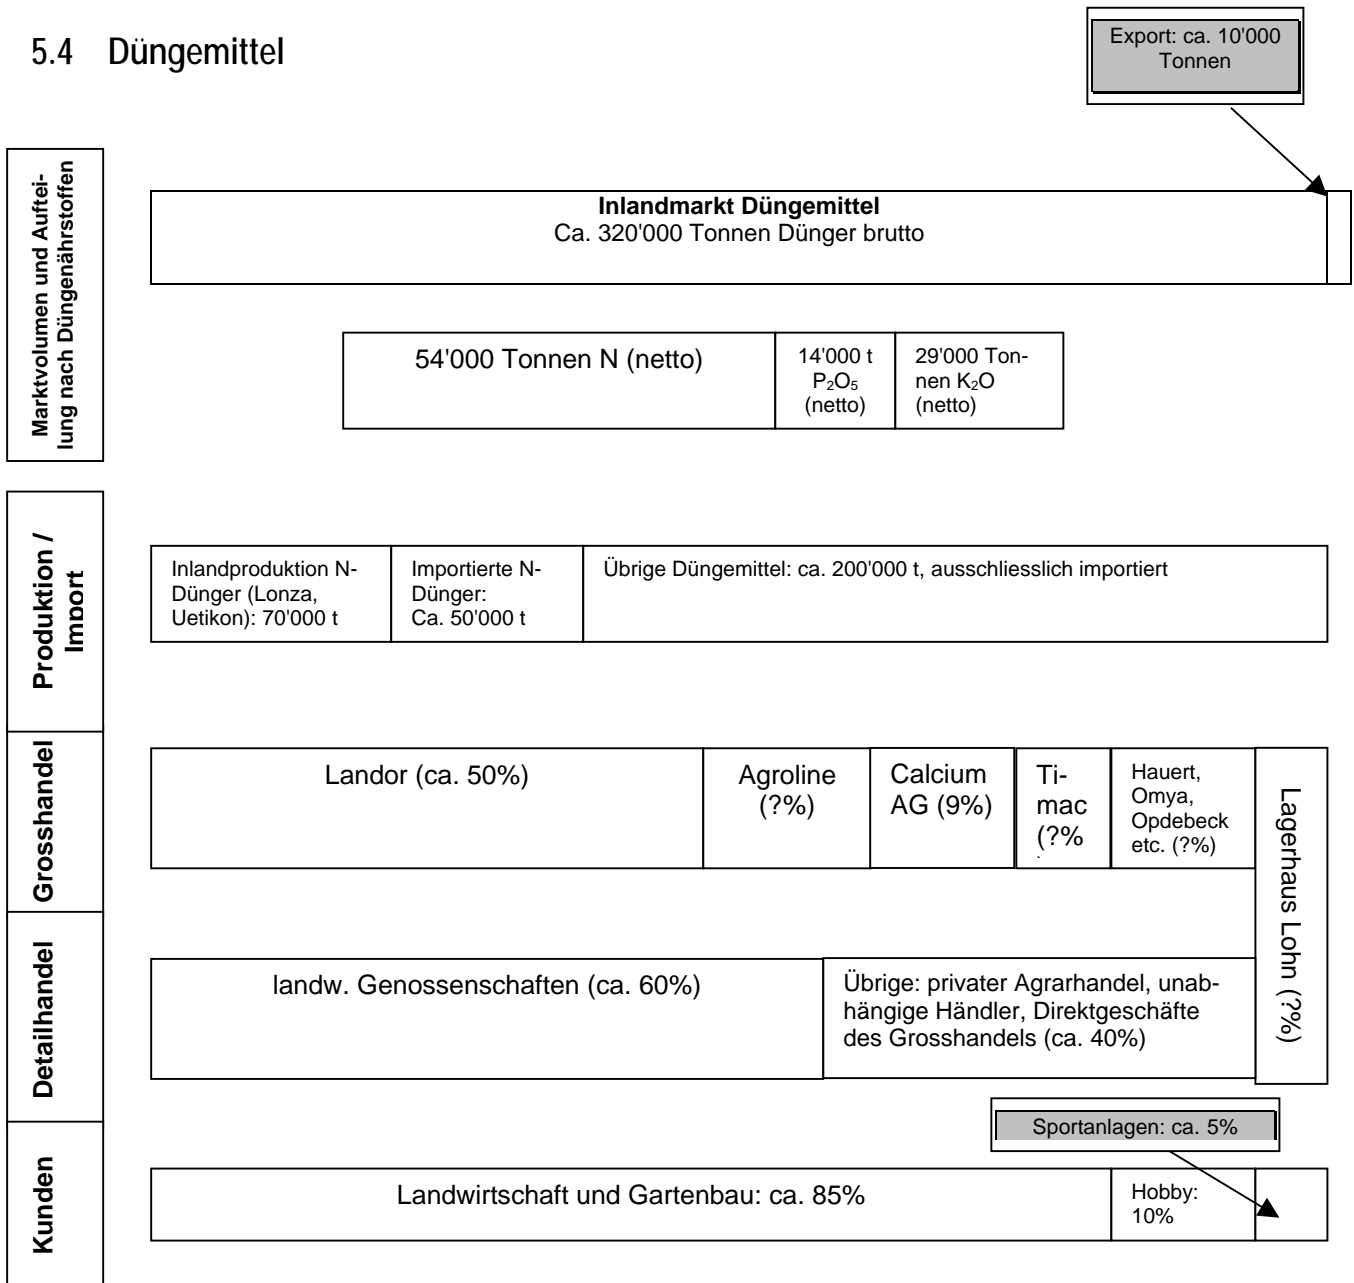 5.4 Düngemittel
Export: ca. 10'000
Tonnen
Marktvolumen und Auftei-
lung nach Düngenährstoffen
Inlandmarkt Düngemittel
Ca. 320'000 Tonnen Dünger brutto
54'000 Tonnen N (netto)
14'000 t
P₂O₅
(netto)
29'000 Ton-
nen K₂O
(netto)
Produktion /
Import
Inlandproduktion N-
Dünger (Lonza,
Uetikon): 70'000 t
Importierte N-
Dünger:
Ca. 50'000 t
Übrige Düngemittel: ca. 200'000 t, ausschliesslich importiert
Grosshandel
Landor (ca. 50%)
Agroline
(?%)
Calcium
AG (9%)
Ti-
mac
(?%
Hauert,
Omya,
Opdebeck
etc. (?%)
Lagerhaus Lohn (?%)
Detailhandel
landw. Genossenschaften (ca. 60%)
Übrige: privater Agrarhandel, unab-
hängige Händler, Direktgeschäfte
des Grosshandels (ca. 40%)
Sportanlagen: ca. 5%
Kunden
Landwirtschaft und Gartenbau: ca. 85%
Hobby:
10%